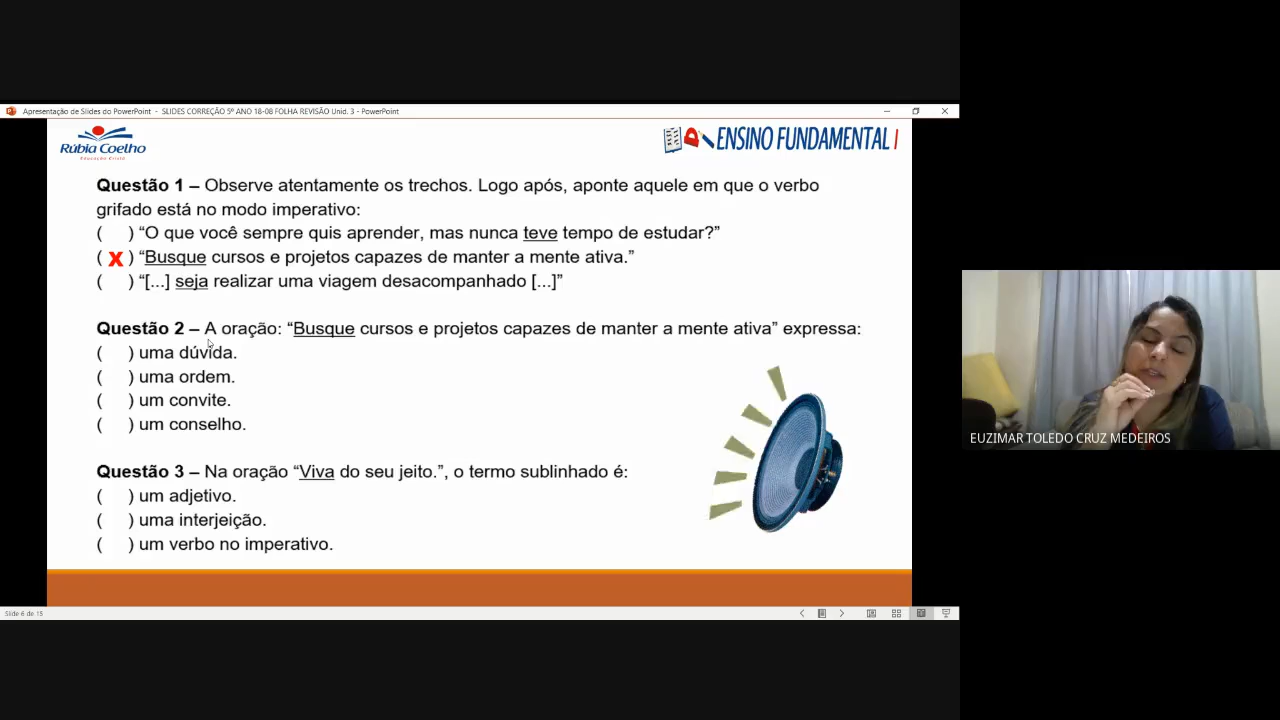 Apresentação de Slides do PowerPoint - SLIDES CORREÇÃO 5º ANO 18-08 FOLHA REVISÃO Unid. 3 - PowerPoint
Rúbia Coelho
Educação Cristã
ENSINO FUNDAMENTAL I
Questão 1 – Observe atentamente os trechos. Logo após, aponte aquele em que o verbo
grifado está no modo imperativo:
( ) “O que você sempre quis aprender, mas nunca teve tempo de estudar?”
( X ) “Busque cursos e projetos capazes de manter a mente ativa.”
( ) “[...] seja realizar uma viagem desacompanhado [...]”
Questão 2 – A oração: “Busque cursos e projetos capazes de manter a mente ativa” expressa:
( ) uma dúvida.
( ) uma ordem.
( ) um convite.
( ) um conselho.
Questão 3 – Na oração “Viva do seu jeito.”, o termo sublinhado é:
( ) um adjetivo.
( ) uma interjeição.
( ) um verbo no imperativo.
Slide 6 de 15
EUZIMAR TOLEDO CRUZ MEDEIROS